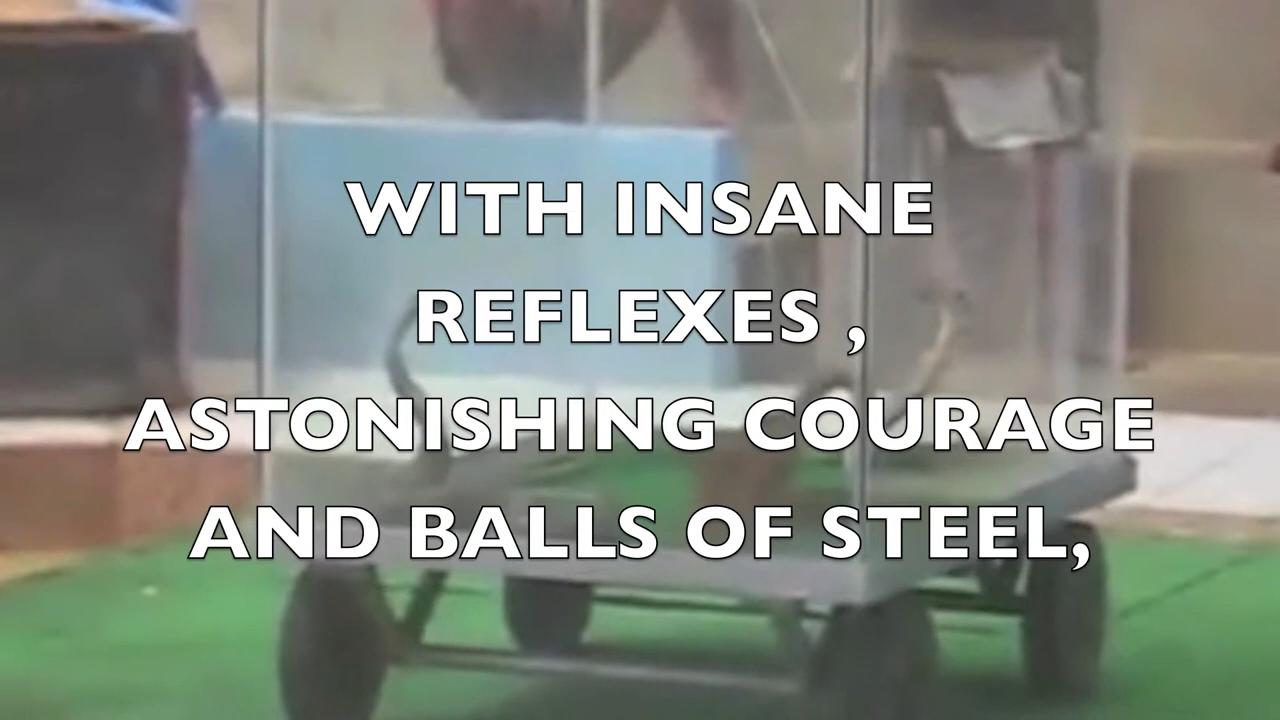 WITH INSANE
REFLEXES ,
ASTONISHING COURAGE
AND BALLS OF STEEL,